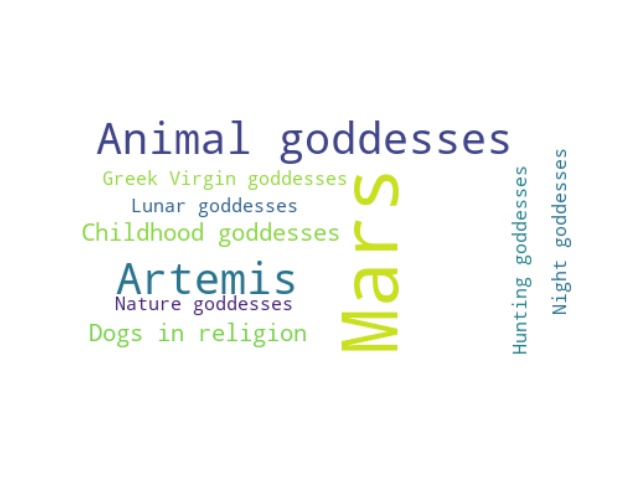 Animal goddesses
Greek Virgin goddesses
Lunar goddesses
Childhood goddesses
Artemis
Nature goddesses
Dogs in religion
Mars
Hunting goddesses
Night goddesses